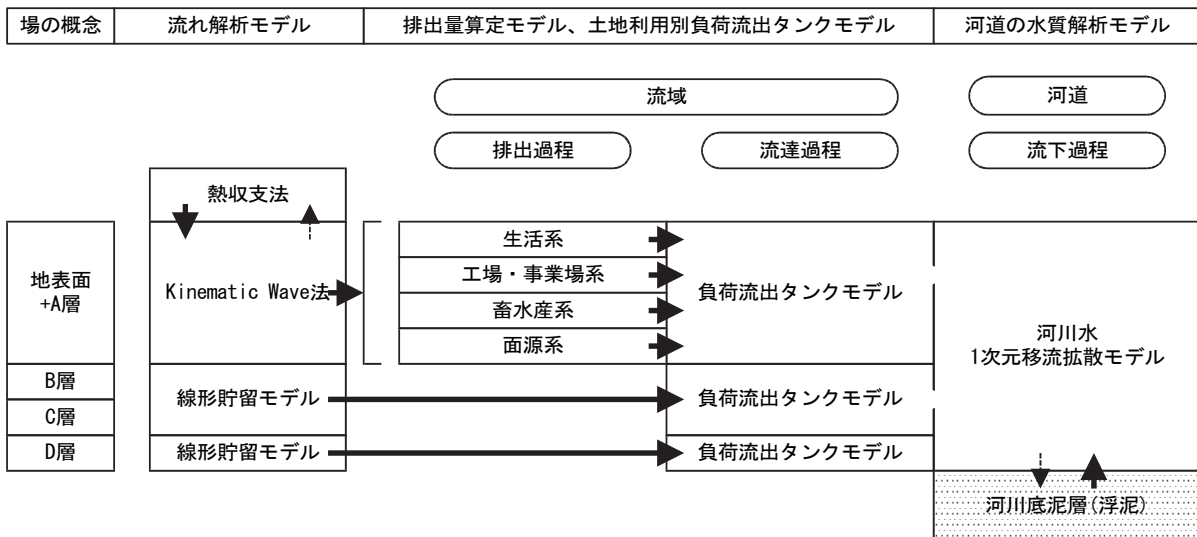 場の概念
流れ解析モデル
排出量算定モデル、土地利用別負荷流出タンクモデル
河道の水質解析モデル
流域
河道
排出過程
流達過程
流下過程
熱収支法
地表面
+A層
Kinematic Wave法
生活系
工場・事業場系
畜水産系
面源系
負荷流出タンクモデル
河川水
1次元移流拡散モデル
B層
C層
線形貯留モデル
負荷流出タンクモデル
D層
線形貯留モデル
負荷流出タンクモデル
河川底泥層(浮泥)